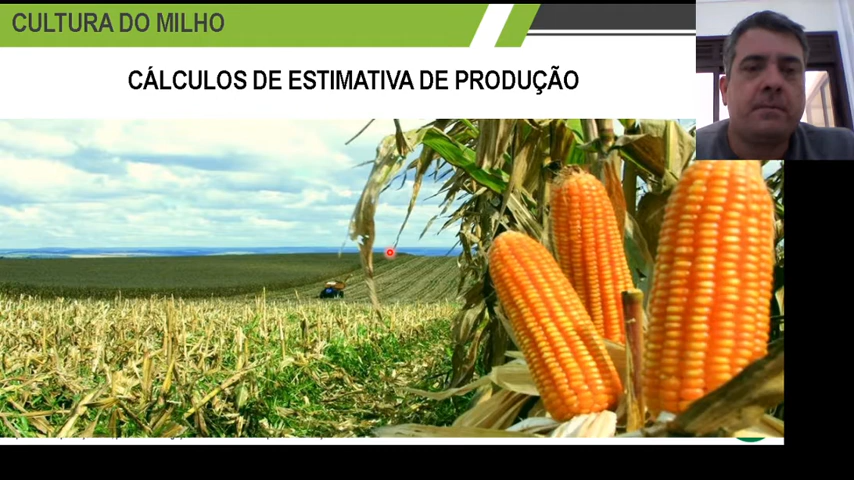 CULTURA DO MILHO
CÁLCULOS DE ESTIMATIVA DE PRODUÇÃO